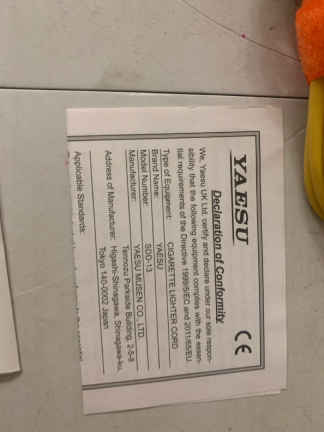 YAESU CE
Declaration of Conformity
We, Yaesu UK Ltd. certify and declare under our sole respon-
sibility that the following equipment complies with the essen-
tial requirements of the Directive 1999/5/EC and 2011/65/EU.
Type of Equipment: CIGARETTE LIGHTER CORD
Brand Name: YAESU
Model Number: SDD-13
Manufacturer: YAESU MUSEN CO., LTD.
Tennozu Parkside Building, 2-5-8
Address of Manufacturer: Higashi-Shinagawa, Shinagawa-ku,
Tokyo 140-0002 Japan
Applicable Standards: